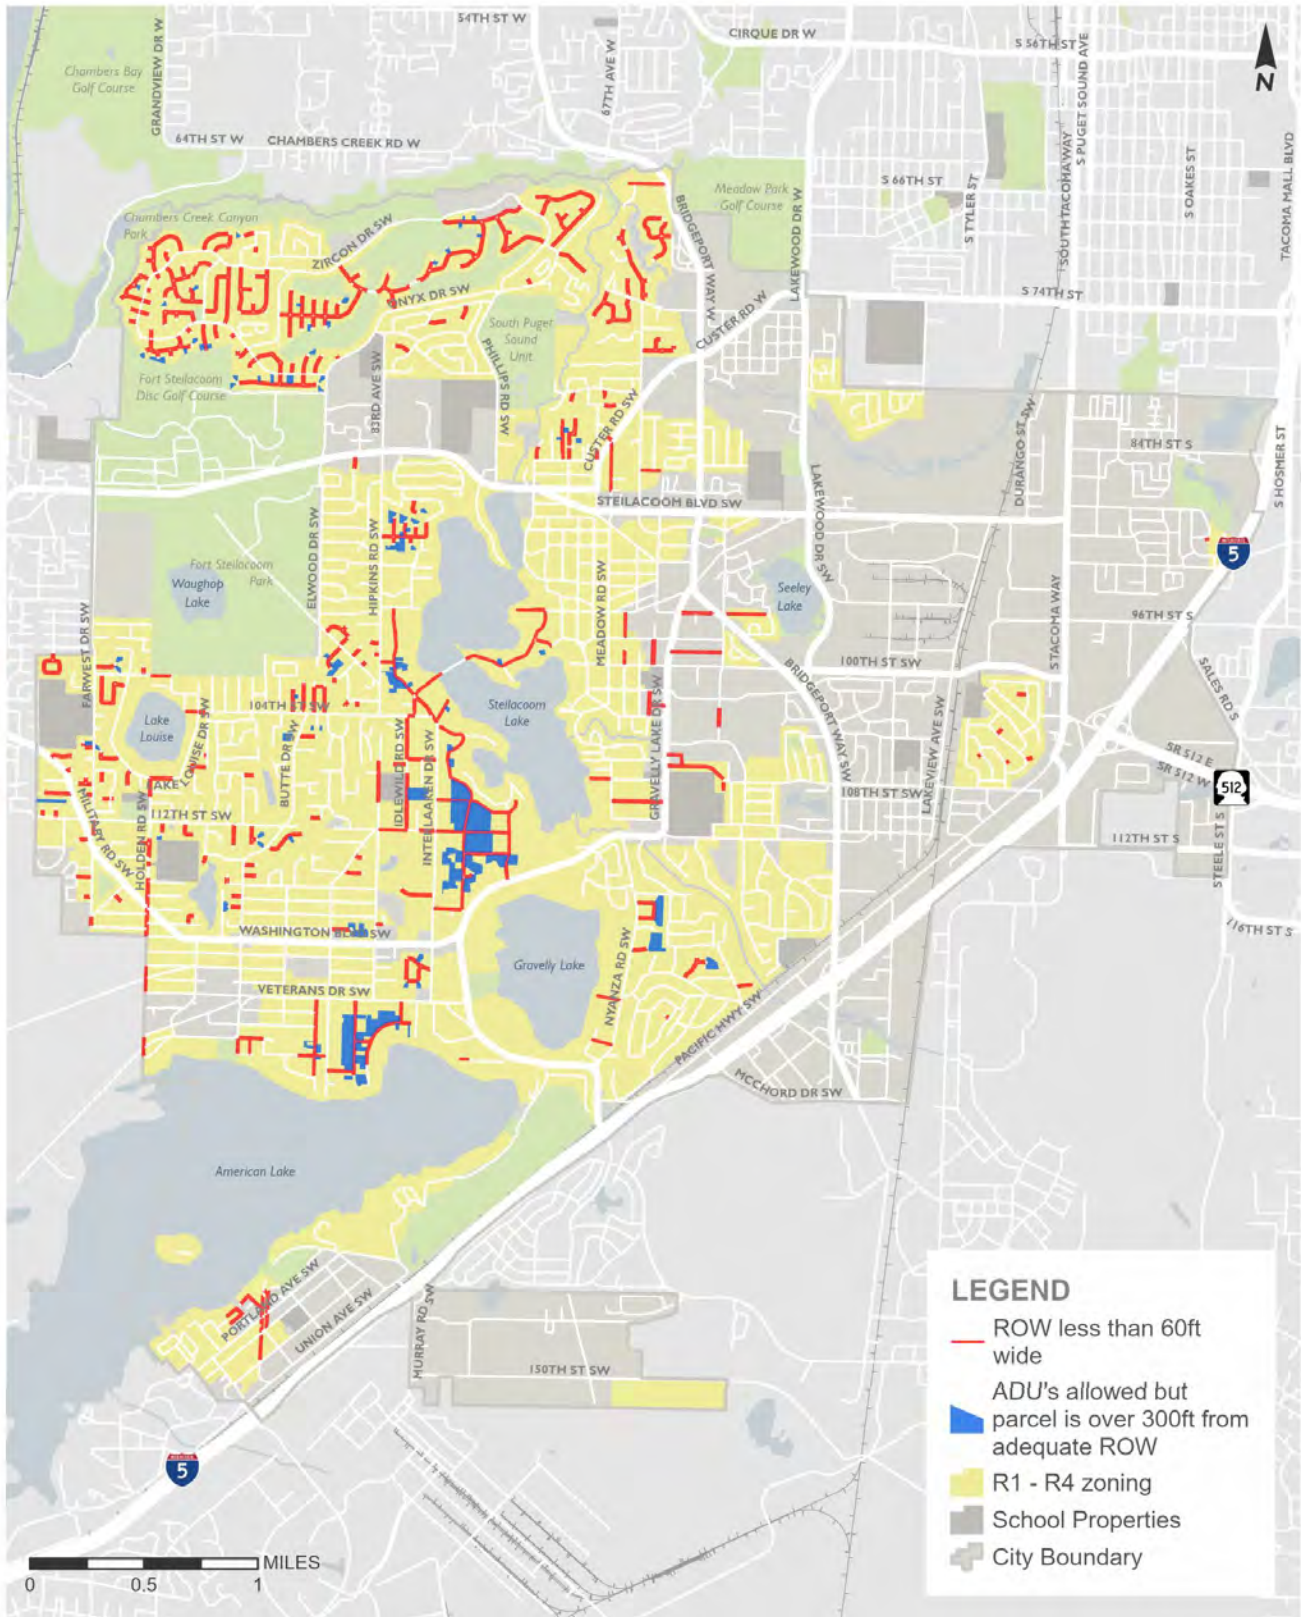 54TH ST W
CIRQUE DR W
S 56TH ST
GRANDVIEW DR W
67TH AVE W
S PUGET SOUND AVE
N
Chambers Bay
Golf Course
64TH ST W
CHAMBERS CREEK RD W
SOUTH TACOMA WAY
TACOMA MALL BLVD
S OAKES ST
S 66TH ST
S TYLER ST
Meadow Park
Golf Course
BRIDGEPORT WAY W
LAKEWOOD DR W
Chambers Creek Canyon
Park
ZIRCON DR SW
ONYX DR SW
S 74TH ST
CUSTER RD W
South Puget
Sound
Unit
PHILLIPS RD SW
83RD AVE SW
Fort Steilacoom
Disc Golf Course
CUSTER RD SW
DURANGO ST SW
84TH ST S
S HOSMER ST
STEILACOOM BLVD SW
LAKEWOOD DR SW
ELWOOD DR SW
HIPKINS RD SW
Fort Steilacoom
Park
Waughop
Lake
5
Seeley
Lake
MEADOW RD SW
S TACOMA WAY
96TH ST S
FARWEST DR SW
100TH ST SW
BRIDGEPORT WAY SW
SALES RD S
104TH ST SW
Steilacoom
Lake
GRAVELLY LAKE DR SW
Lake
Louise
LAKE LOUISE DR SW
BUTTE DR SW
IDLEWILD RD SW
INTERLAAKEN DR SW
LAKEVIEW AVE SW
SR 512 E
SR 512 W
512
108TH ST SW
MILITARY RD SW
112TH ST SW
HOLDEN RD SW
112TH ST S
STEELE ST S
116TH ST S
WASHINGTON BLVD SW
Gravelly Lake
NYANZA RD SW
VETERANS DR SW
PACIFIC HWY SW
MCCHORD DR SW
American Lake
PORTLAND AVE SW
UNION AVE SW
MURRAY RD SW
150TH ST SW
5
LEGEND
ROW less than 60ft
wide
ADU's allowed but
parcel is over 300ft from
adequate ROW
R1 - R4 zoning
School Properties
City Boundary
MILES
0 0.5 1